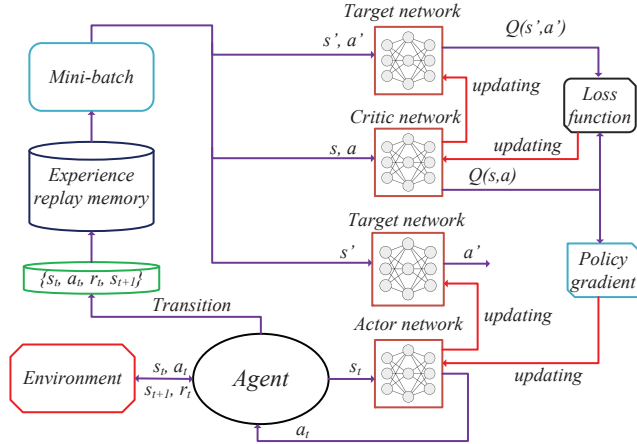 Target network
Q(s’,a’)
s’, a’
Mini-batch
updating
Loss
function
Critic network
updating
s, a
Experience
replay memory
Q(s,a)
Target network
s’
a’
Policy
gradient
{sₜ, aₜ, rₜ, sₜ₊₁}
Transition
updating
Actor network
Environment
sₜ, aₜ
sₜ₊₁, rₜ
Agent
sₜ
updating
aₜ